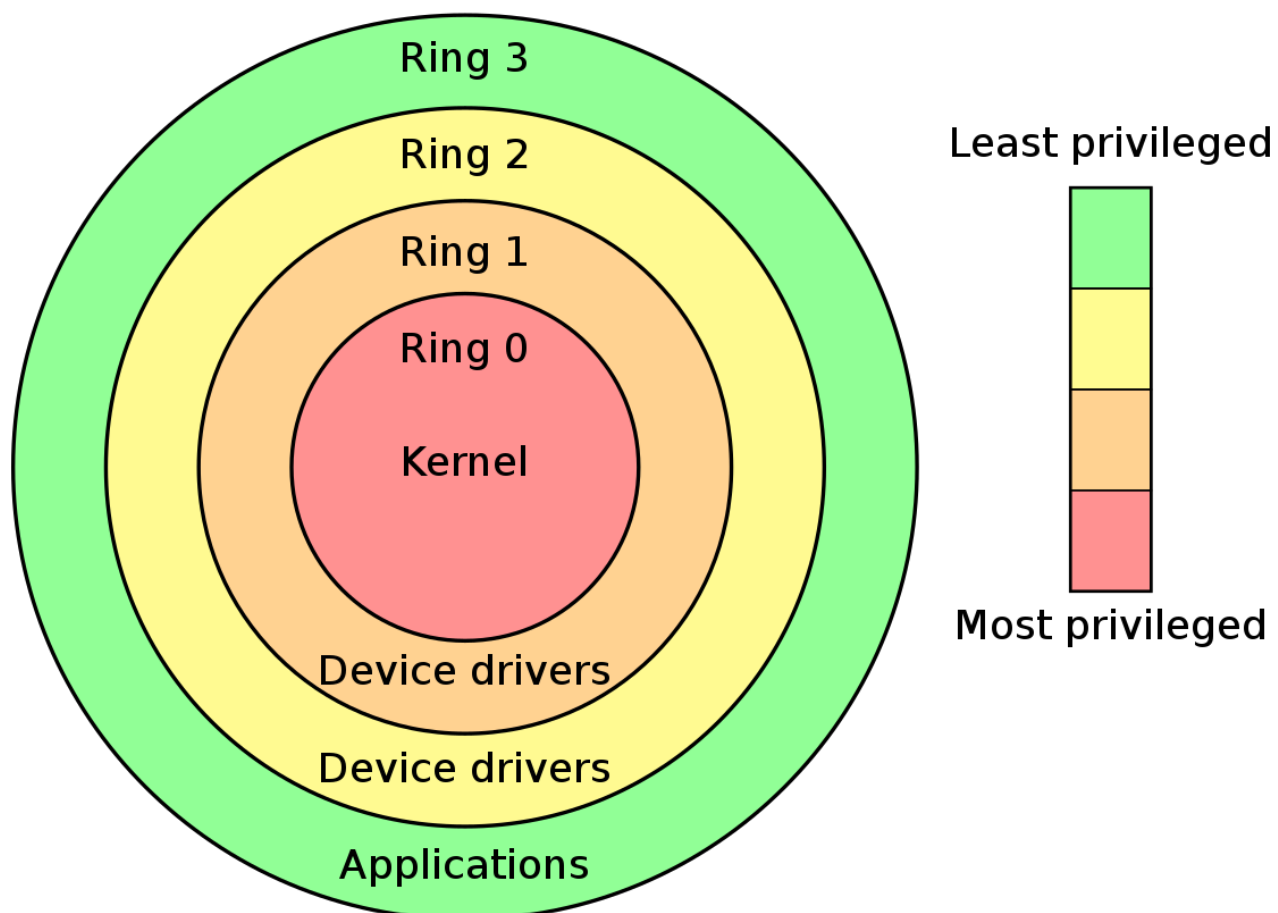 Ring 3
Ring 2
Ring 1
Ring 0
Kernel
Device drivers
Device drivers
Applications
Least privileged
Most privileged